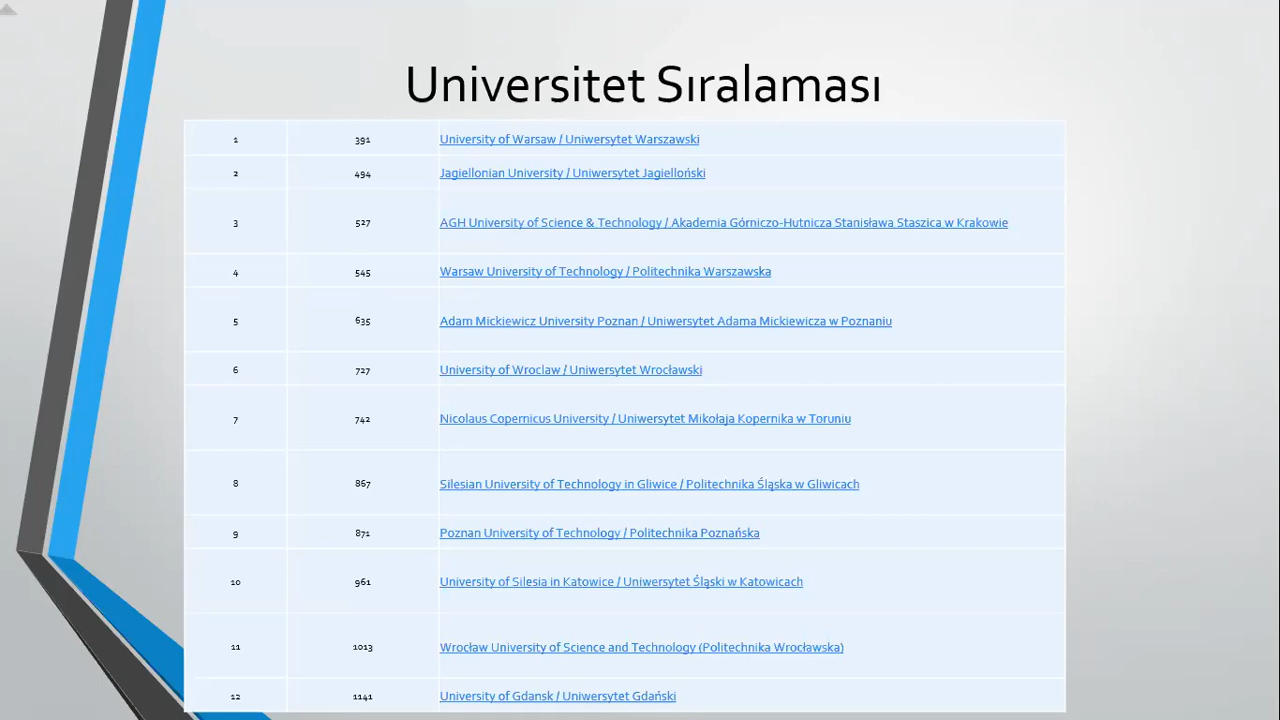 Universitet Sıralaması
1 391 University of Warsaw / Uniwersytet Warszawski
2 494 Jagiellonian University / Uniwersytet Jagielloński
3 527 AGH University of Science & Technology / Akademia Górniczo-Hutnicza Stanisława Staszica w Krakowie
4 545 Warsaw University of Technology / Politechnika Warszawska
5 635 Adam Mickiewicz University Poznan / Uniwersytet Adama Mickiewicza w Poznaniu
6 727 University of Wroclaw / Uniwersytet Wrocławski
7 742 Nicolaus Copernicus University / Uniwersytet Mikołaja Kopernika w Toruniu
8 867 Silesian University of Technology in Gliwice / Politechnika Śląska w Gliwicach
9 871 Poznan University of Technology / Politechnika Poznańska
10 961 University of Silesia in Katowice / Uniwersytet Śląski w Katowicach
11 1013 Wrocław University of Science and Technology (Politechnika Wrocławska)
12 1141 University of Gdansk / Uniwersytet Gdański